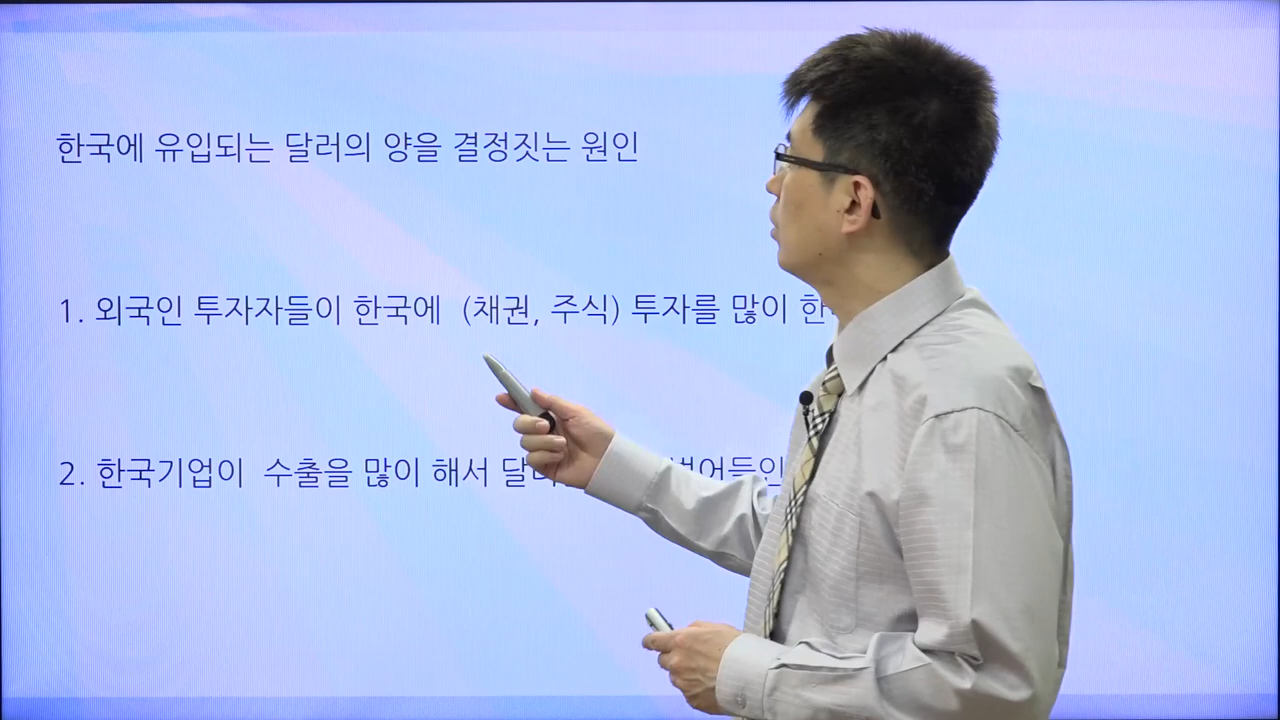 한국에 유입되는 달러의 양을 결정짓는 원인
1. 외국인 투자자들이 한국에 (채권, 주식) 투자를 많이
2. 한국기업이 수출을 많이 해서